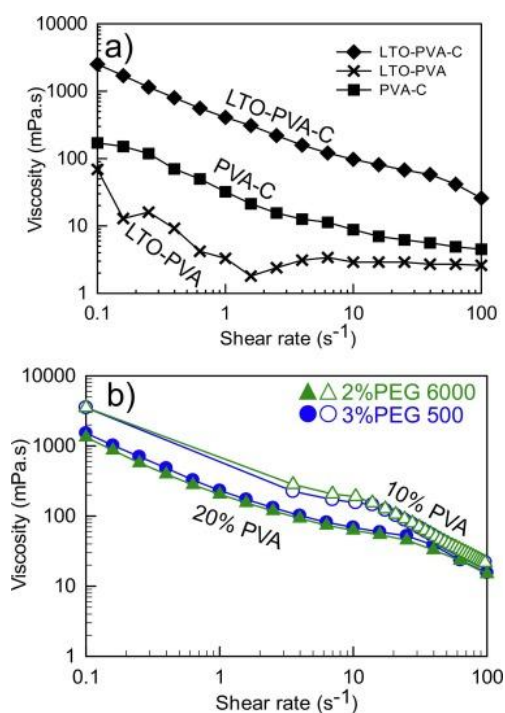 a)
10000
1000
100
10
1
Viscosity (mPa.s)
LTO-PVA-C
LTO-PVA
PVA-C
LTO-PVA-C
PVA-C
LTO-PVA
0.1 1 10 100
Shear rate (s⁻¹)
b)
10000
1000
100
10
1
Viscosity (mPa.s)
2%PEG 6000
3%PEG 500
10% PVA
20% PVA
0.1 1 10 100
Shear rate (s⁻¹)